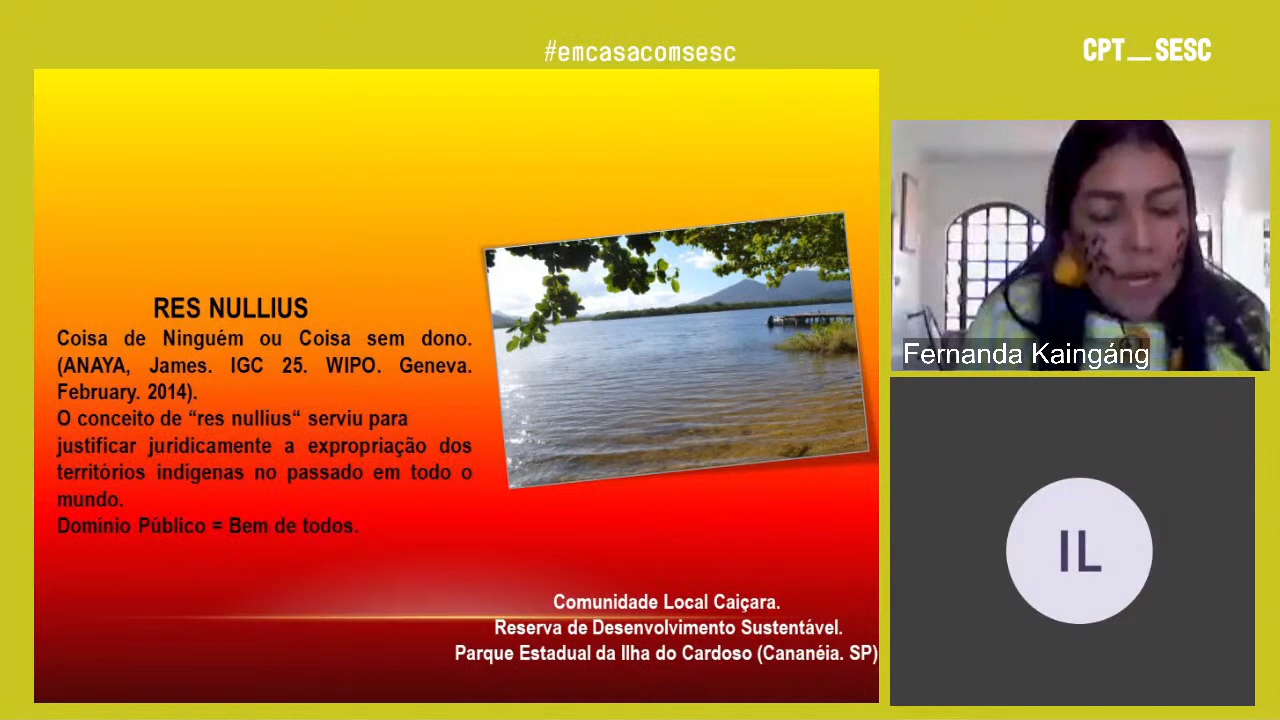 #emcasacomsesc
CPT_SESC
RES NULLIUS
Coisa de Ninguém ou Coisa sem dono.
(ANAYA, James. IGC 25. WIPO. Geneva.
February. 2014).
O conceito de “res nullius“ serviu para
justificar juridicamente a expropriação dos
territórios indígenas no passado em todo o
mundo.
Domínio Público = Bem de todos.
Comunidade Local Caiçara.
Reserva de Desenvolvimento Sustentável.
Parque Estadual da Ilha do Cardoso (Cananéia. SP)
Fernanda Kaingáng
IL